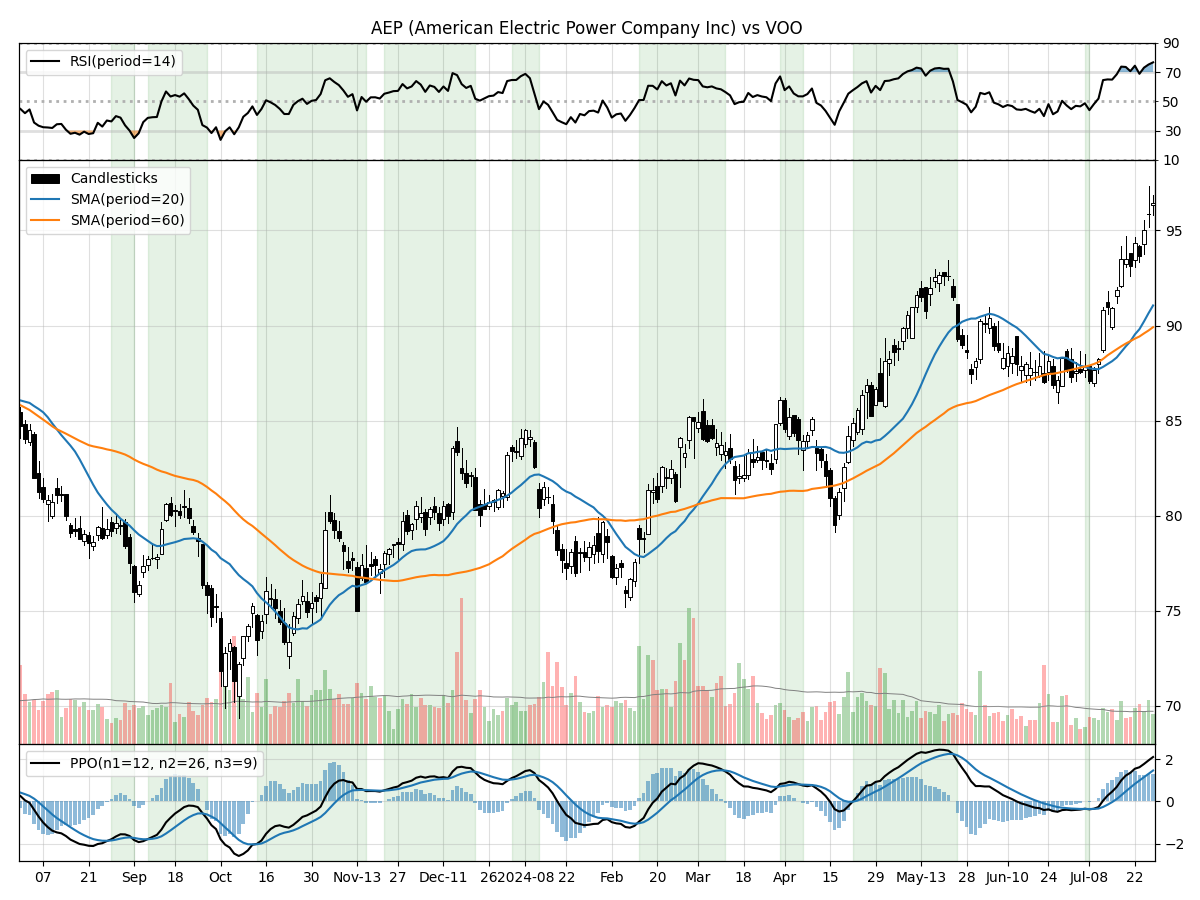 AEP (American Electric Power Company Inc) vs VOO
RSI(period=14)
90
70
50
30
10
Candlesticks
SMA(period=20)
SMA(period=60)
95
90
85
80
75
70
PPO(n1=12, n2=26, n3=9)
2
0
−2
07 21 Sep 18 Oct 16 30 Nov-13 27 Dec-11 26 2024-08 22 Feb 20 Mar 18 Apr 15 29 May-13 28 Jun-10 24 Jul-08 22